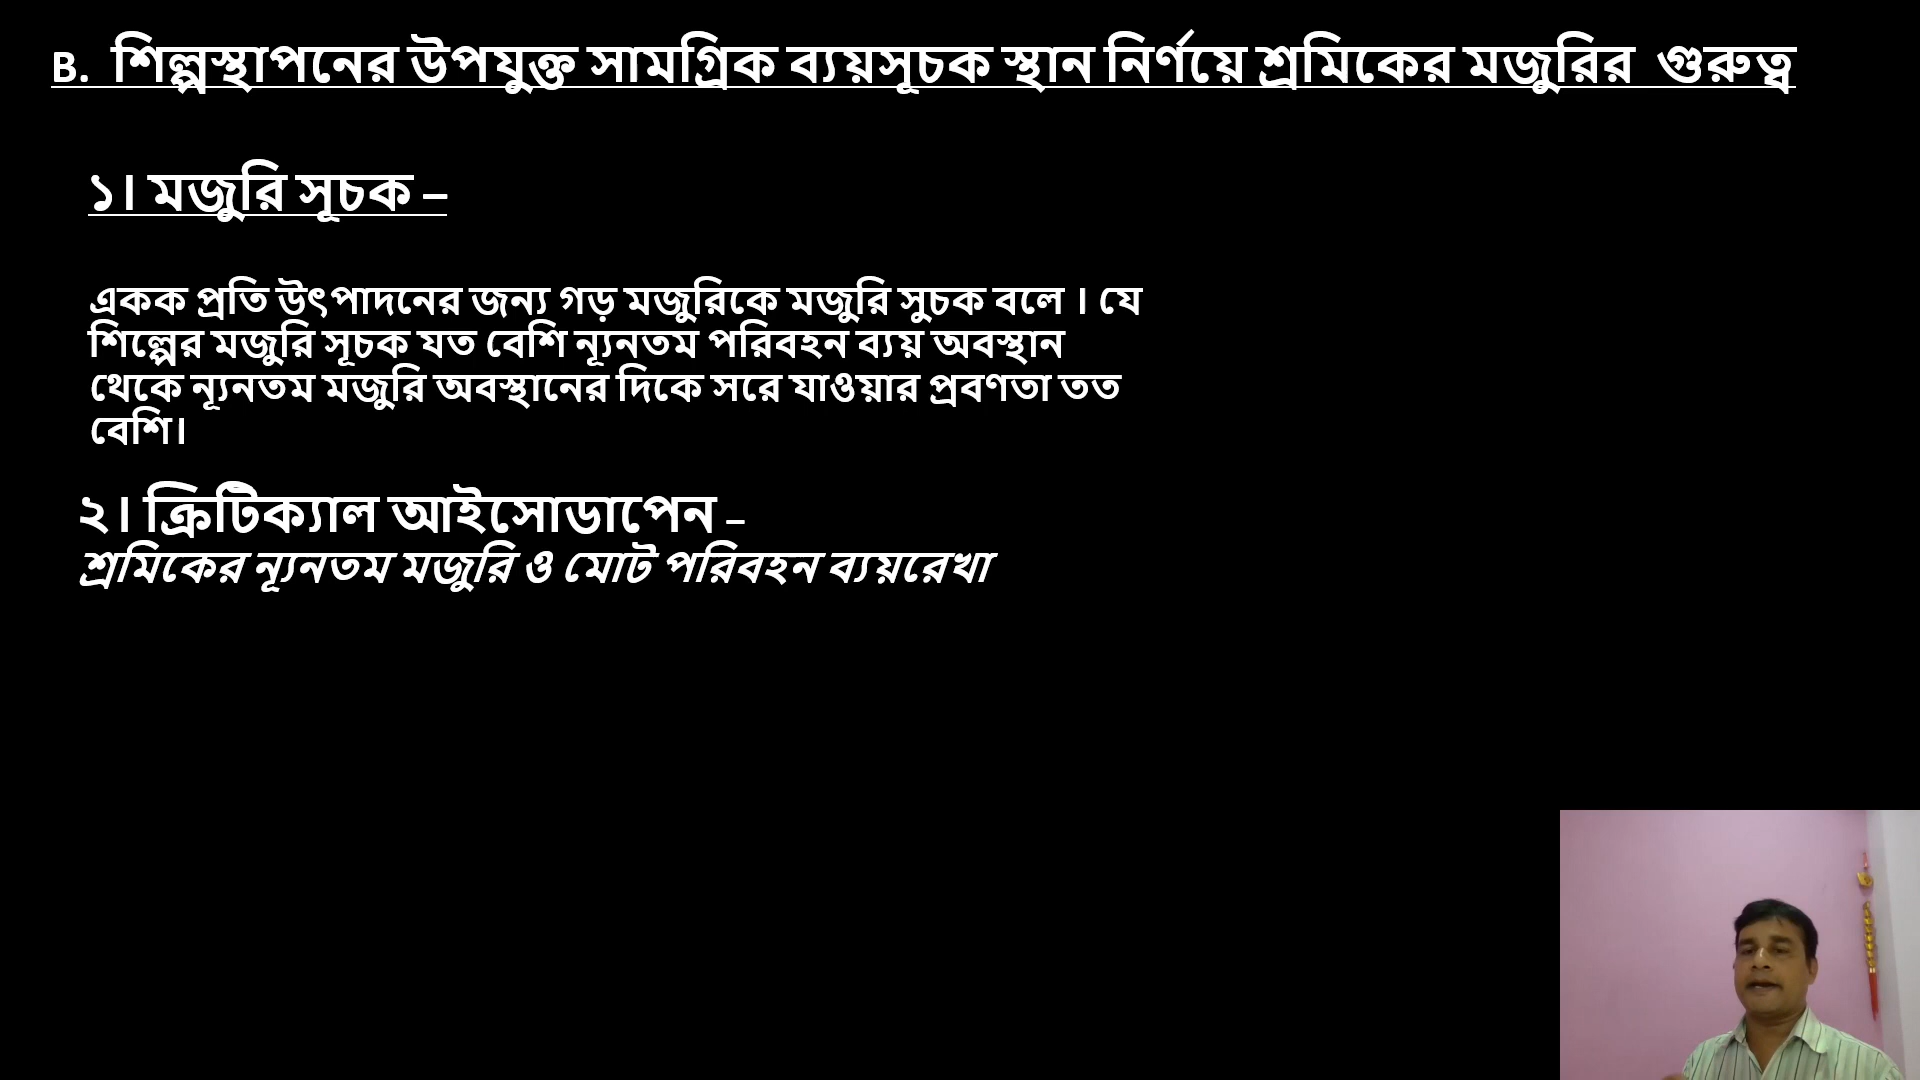 B. শিল্পস্থাপনের উপযুক্ত সামগ্রিক ব্যয়সূচক স্থান নির্ণয়ে শ্রমিকের মজুরির গুরুত্ব
১। মজুরি সূচক –
একক প্রতি উৎপাদনের জন্য গড় মজুরিকে মজুরি সুচক বলে । যে
শিল্পের মজুরি সূচক যত বেশি ন্যূনতম পরিবহন ব্যয় অবস্থান
থেকে ন্যূনতম মজুরি অবস্থানের দিকে সরে যাওয়ার প্রবণতা তত
বেশি।
২। ক্রিটিক্যাল আইসোডাপেন –
শ্রমিকের ন্যূনতম মজুরি ও মোট পরিবহন ব্যয়রেখা